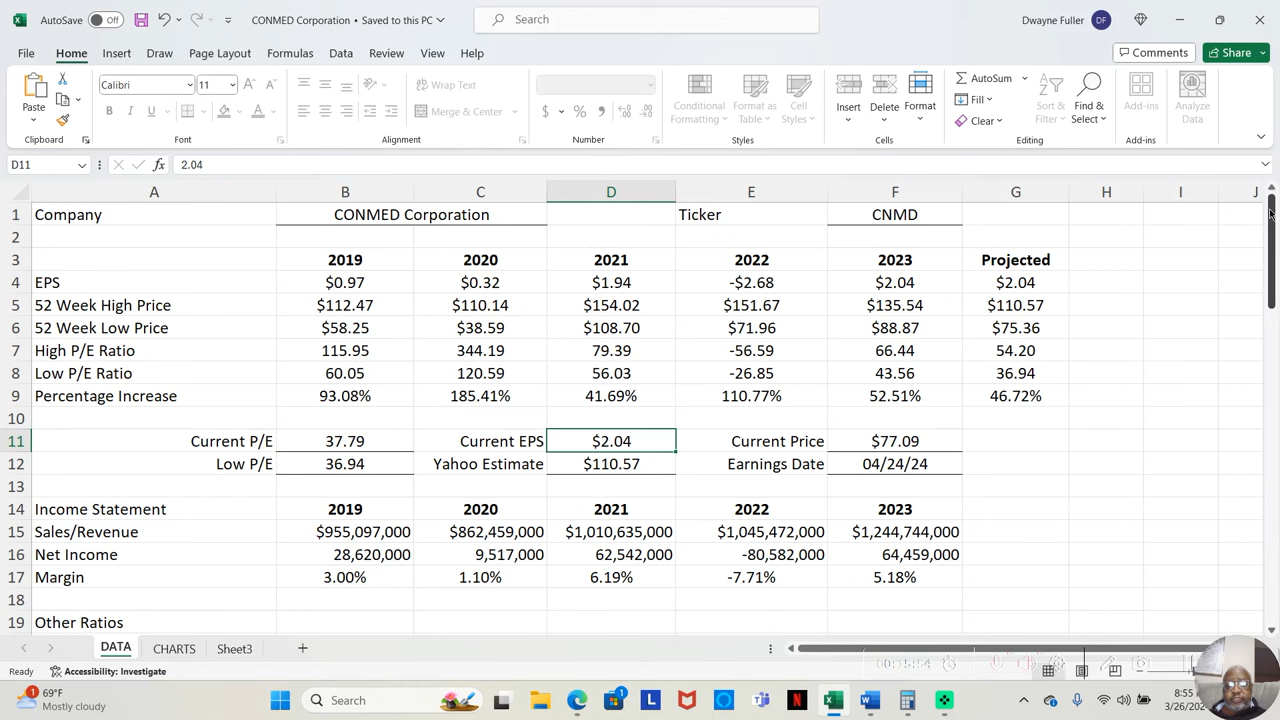 AutoSave Off CONMED Corporation • Saved to this PC Search Dwayne Fuller DF
File Home Insert Draw Page Layout Formulas Data Review View Help Comments Share
Paste Calibri 11 Wrap Text Merge & Center Conditional Formatting Format as Table Cell Styles Insert Delete Format AutoSum Fill Clear Sort & Filter Find & Select Add-ins Analyze Data
Clipboard Font Alignment Number Styles Cells Editing Add-ins
D11 fx 2.04
A B C D E F G H I J
1 Company CONMED Corporation Ticker CNMD
2
3 2019 2020 2021 2022 2023 Projected
4 EPS $0.97 $0.32 $1.94 -$2.68 $2.04 $2.04
5 52 Week High Price $112.47 $110.14 $154.02 $151.67 $135.54 $110.57
6 52 Week Low Price $58.25 $38.59 $108.70 $71.96 $88.87 $75.36
7 High P/E Ratio 115.95 344.19 79.39 -56.59 66.44 54.20
8 Low P/E Ratio 60.05 120.59 56.03 -26.85 43.56 36.94
9 Percentage Increase 93.08% 185.41% 41.69% 110.77% 52.51% 46.72%
10
11 Current P/E 37.79 Current EPS $2.04 Current Price $77.09
12 Low P/E 36.94 Yahoo Estimate $110.57 Earnings Date 04/24/24
13
14 Income Statement 2019 2020 2021 2022 2023
15 Sales/Revenue $955,097,000 $862,459,000 $1,010,635,000 $1,045,472,000 $1,244,744,000
16 Net Income 28,620,000 9,517,000 62,542,000 -80,582,000 64,459,000
17 Margin 3.00% 1.10% 6.19% -7.71% 5.18%
18
19 Other Ratios
DATA CHARTS Sheet3
Ready Accessibility: Investigate
69°F Mostly cloudy Search 8:55 3/26/